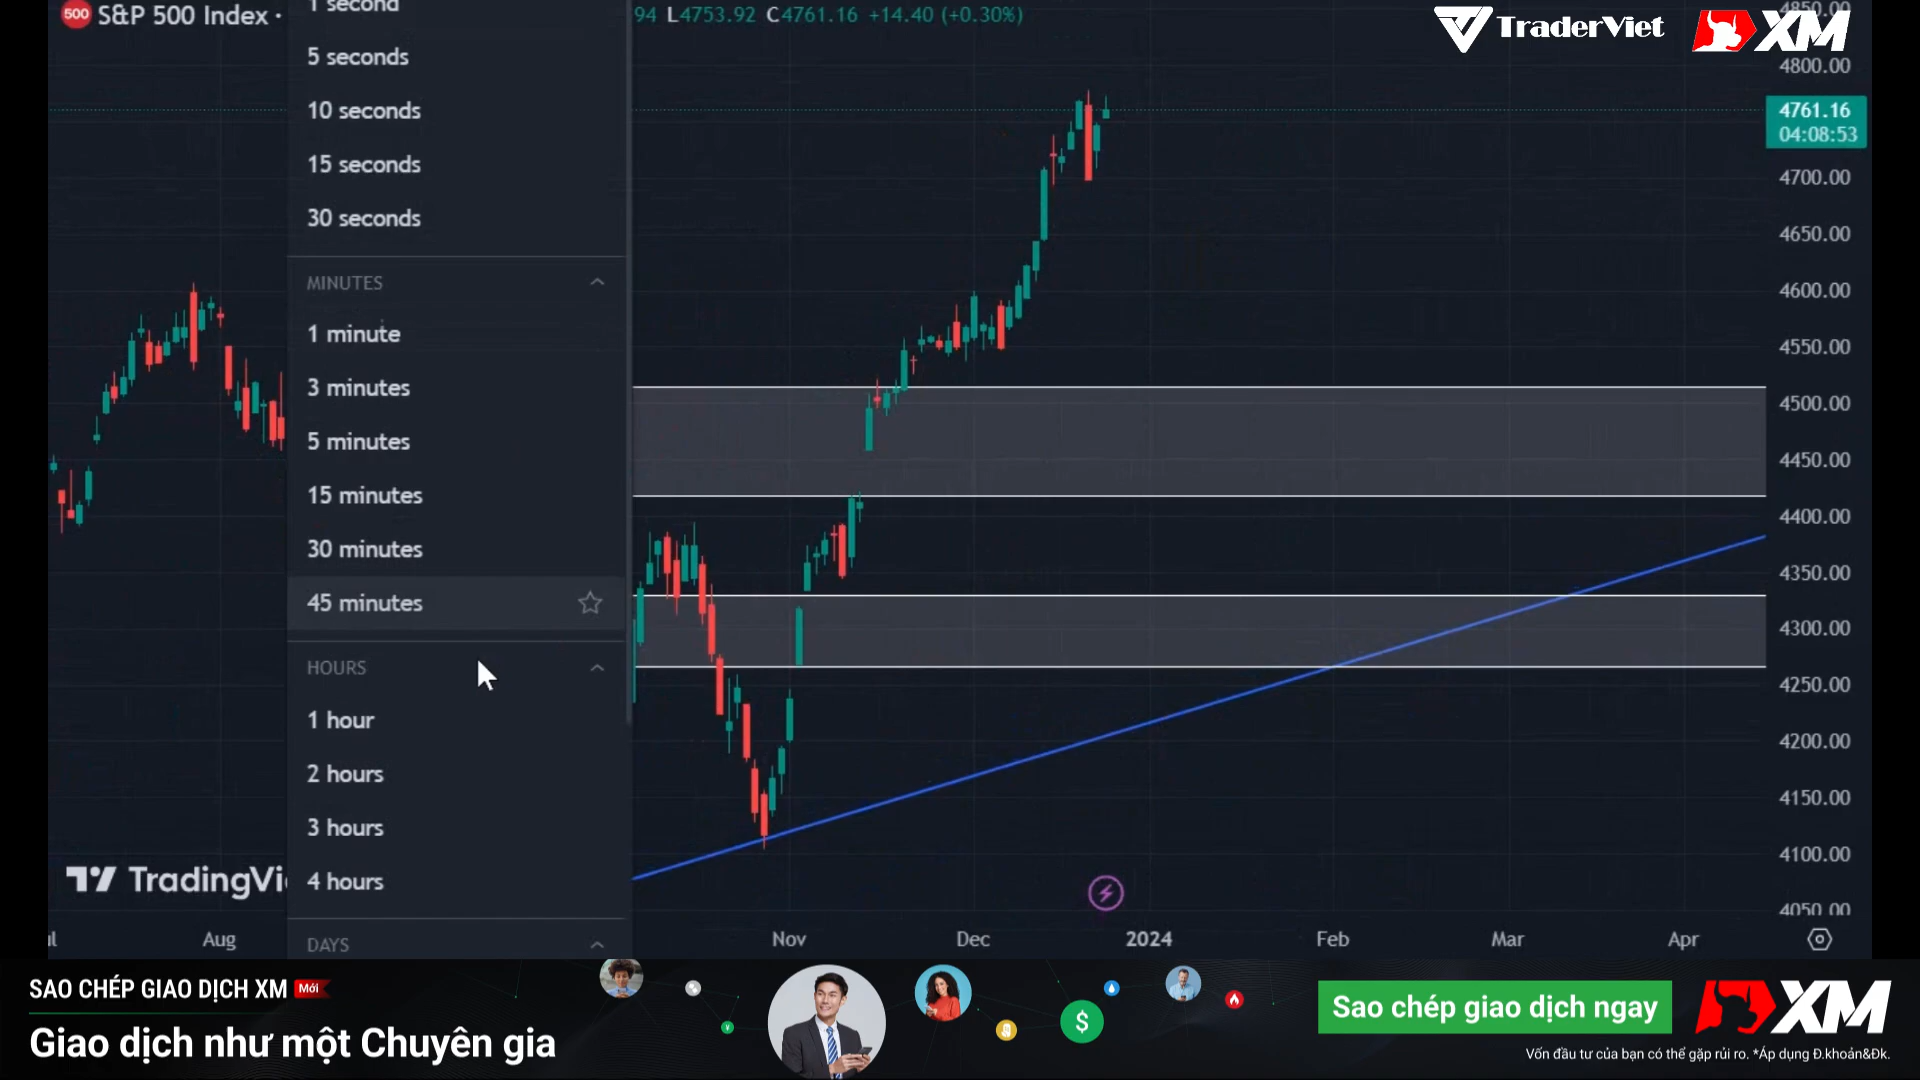 500 S&P 500 Index ·
94 L4753.92 C4761.16 +14.40 (+0.30%)
TraderViet
XM
1 second
5 seconds
10 seconds
15 seconds
30 seconds
MINUTES
1 minute
3 minutes
5 minutes
15 minutes
30 minutes
45 minutes
HOURS
1 hour
2 hours
3 hours
4 hours
DAYS
4850.00
4800.00
4761.16
04:08:53
4700.00
4650.00
4600.00
4550.00
4500.00
4450.00
4400.00
4350.00
4300.00
4250.00
4200.00
4150.00
4100.00
4050.00
TradingVi
Aug
Nov
Dec
2024
Feb
Mar
Apr
SAO CHÉP GIAO DỊCH XM Mới
Giao dịch như một Chuyên gia
$
Sao chép giao dịch ngay
XM
Vốn đầu tư của bạn có thể gặp rủi ro. *Áp dụng Đ.khoản&Đk.